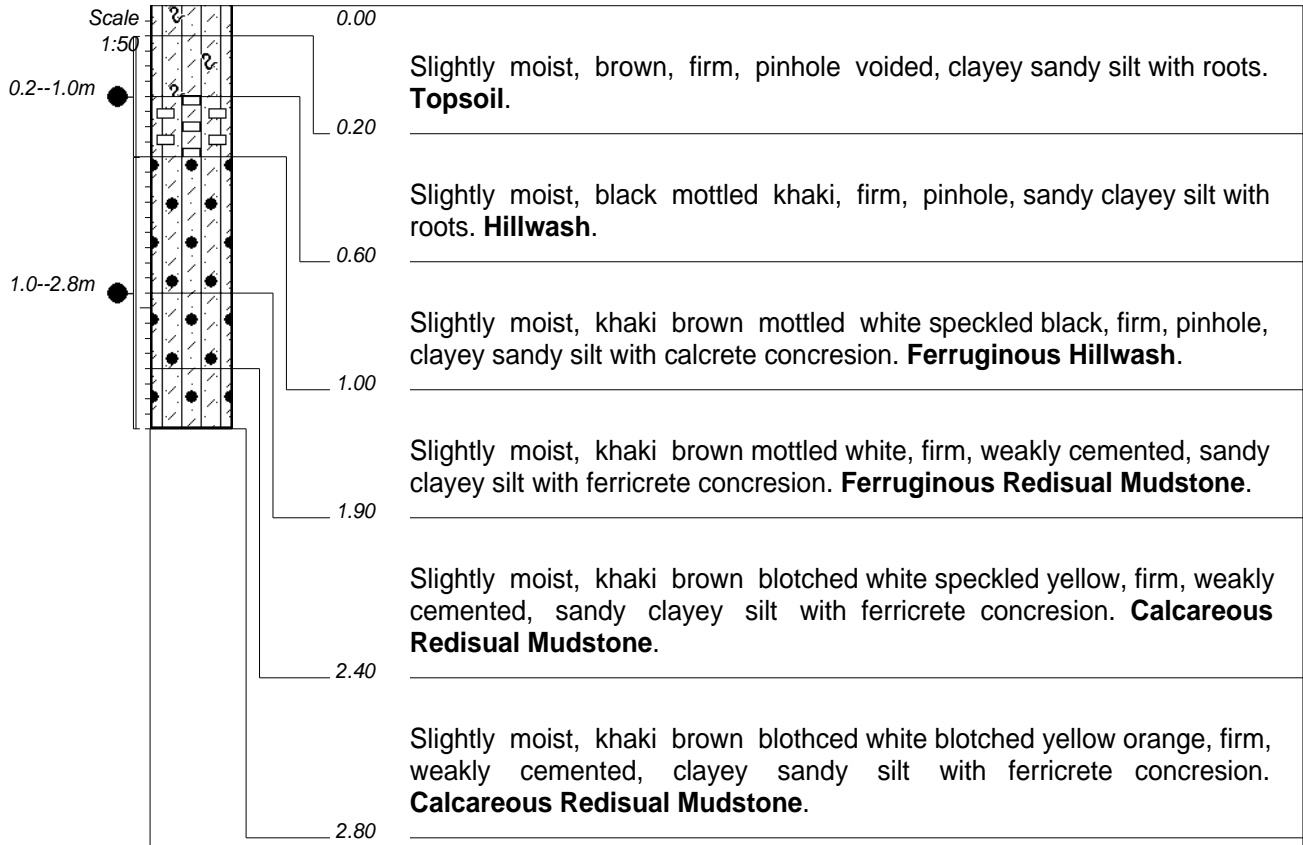 Scale
1:50
0.00
Slightly moist, brown, firm, pinhole voided, clayey sandy silt with roots.
Topsoil.
0.2--1.0m
0.20
Slightly moist, black mottled khaki, firm, pinhole, sandy clayey silt with
roots. Hillwash.
0.60
1.0--2.8m
Slightly moist, khaki brown mottled white speckled black, firm, pinhole,
clayey sandy silt with calcrete concresion. Ferruginous Hillwash.
1.00
Slightly moist, khaki brown mottled white, firm, weakly cemented, sandy
clayey silt with ferricrete concresion. Ferruginous Redisual Mudstone.
1.90
Slightly moist, khaki brown blotched white speckled yellow, firm, weakly
cemented, sandy clayey silt with ferricrete concresion. Calcareous
Redisual Mudstone.
2.40
Slightly moist, khaki brown blothced white blotched yellow orange, firm,
weakly cemented, clayey sandy silt with ferricrete concresion.
Calcareous Redisual Mudstone.
2.80